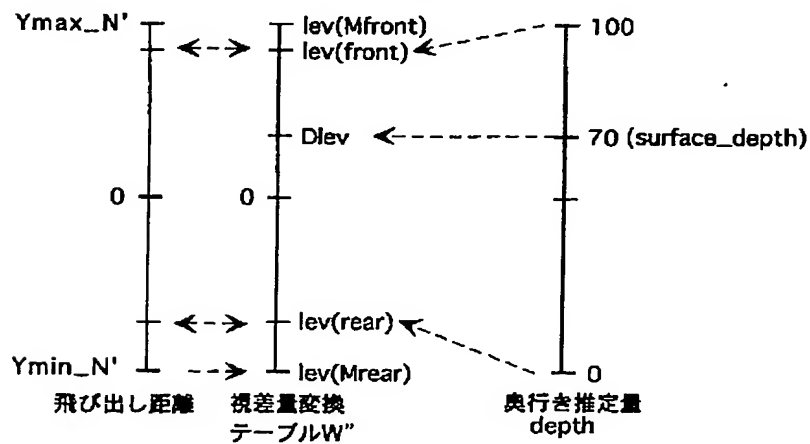 Ymax_N'
lev(Mfront)
100
lev(front)
Dlev
70 (surface_depth)
0
0
lev(rear)
Ymin_N'
lev(Mrear)
0
飛び出し距離
視差量変換
テーブルW"
奥行き推定量
depth